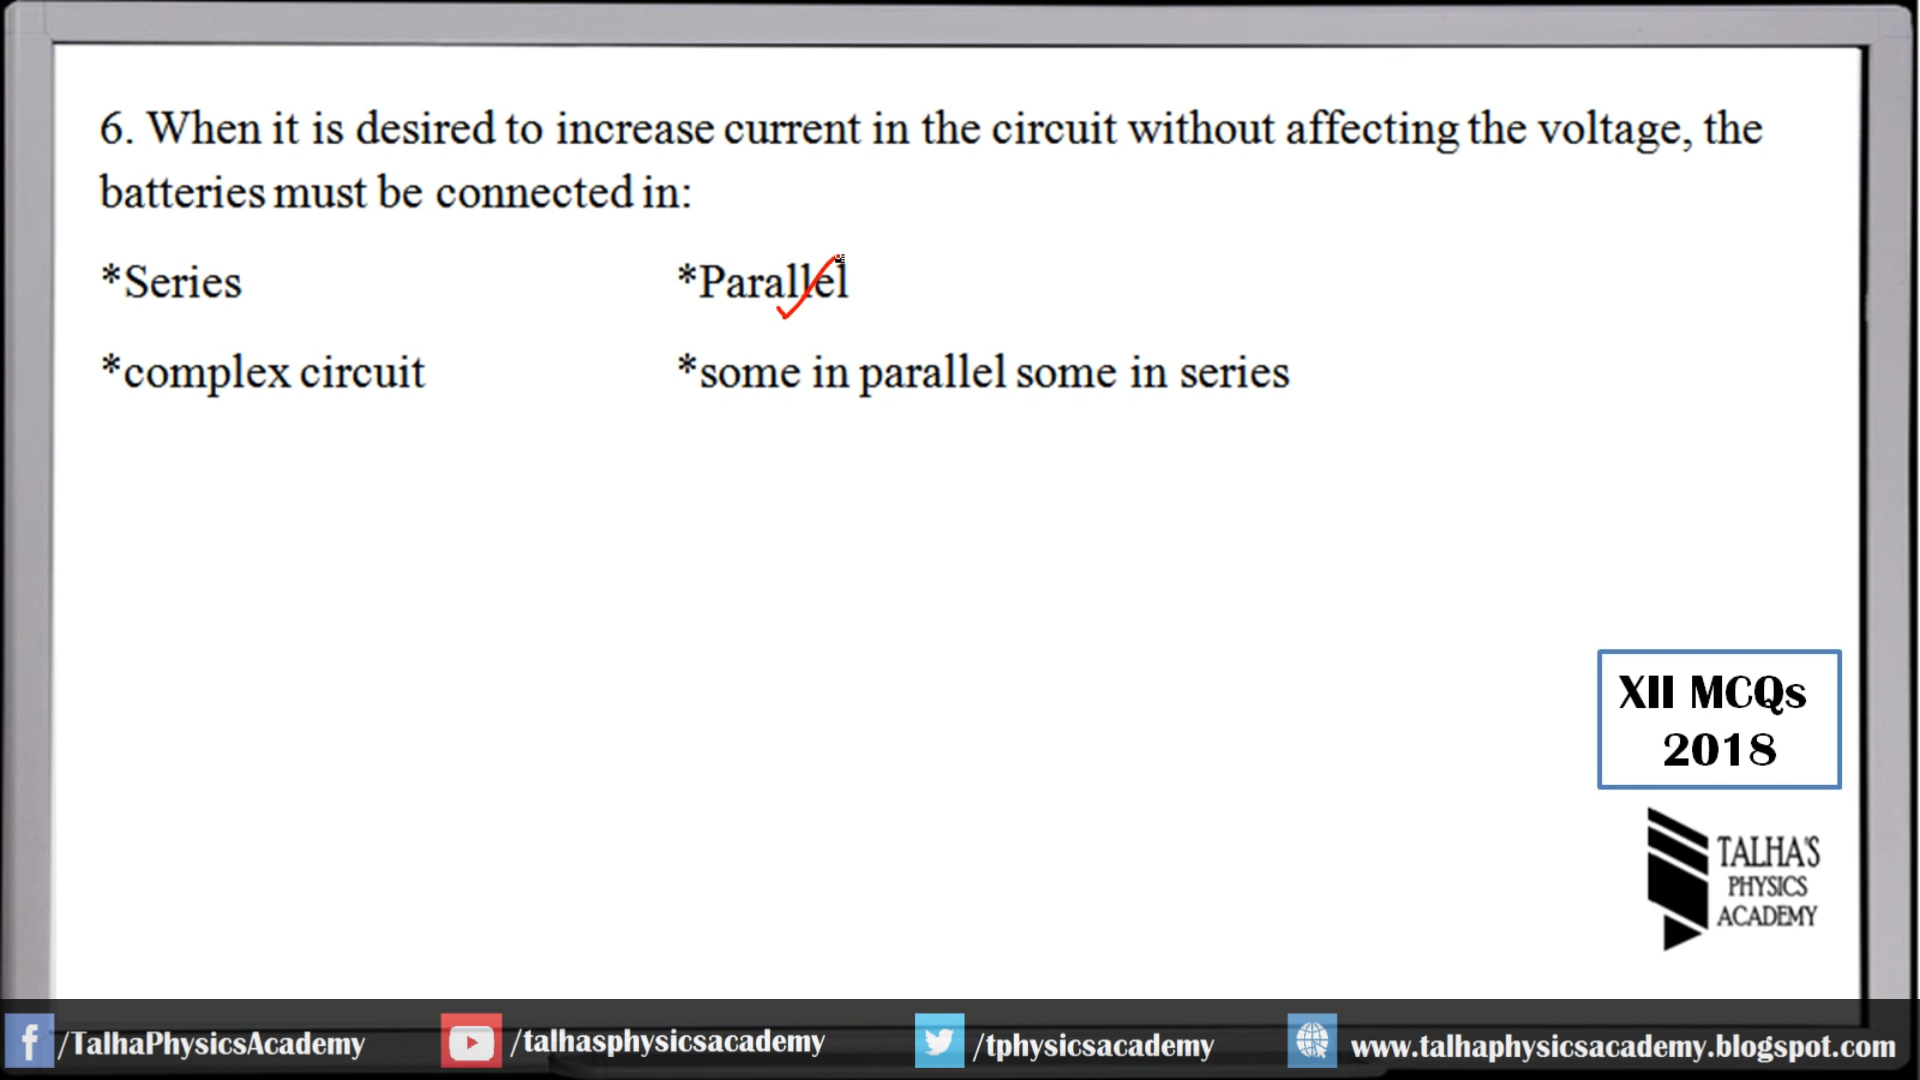 6. When it is desired to increase current in the circuit without affecting the voltage, the
batteries must be connected in:
*Series *Parallel
*complex circuit *some in parallel some in series
XII MCQs
2018
TALHA'S
PHYSICS
ACADEMY
/TalhaPhysicsAcademy /talhasphysicsacademy /tphysicsacademy www.talhaphysicsacademy.blogspot.com